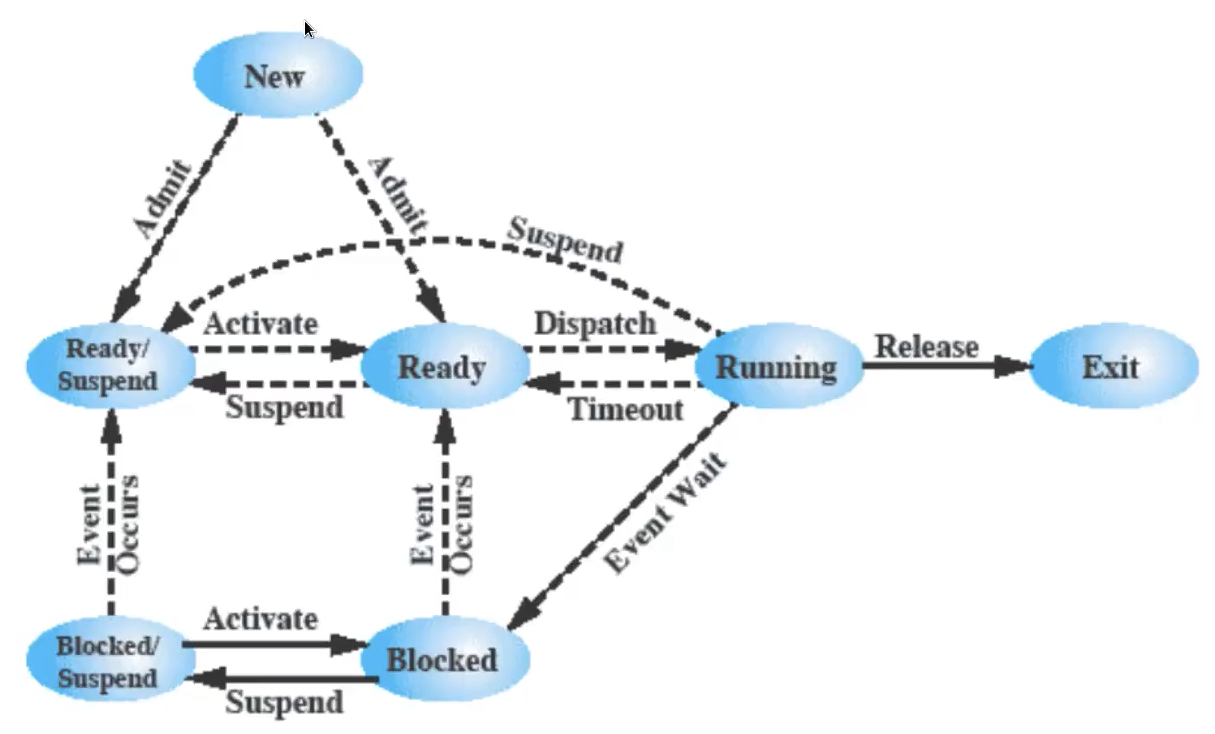 New
Admit
Admit
Suspend
Activate
Dispatch
Release
Ready/
Suspend
Ready
Running
Exit
Suspend
Timeout
Event
Occurs
Event
Occurs
Event Wait
Activate
Blocked/
Suspend
Blocked
Suspend